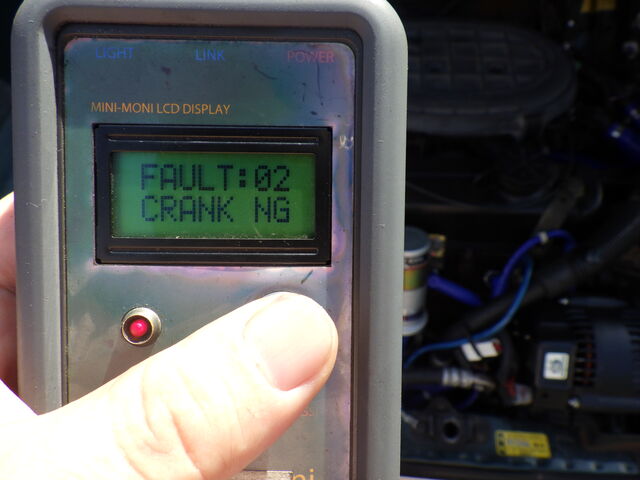 LIGHT LINK POWER
MINI-MONI LCD DISPLAY
FAULT:02
CRANK NG